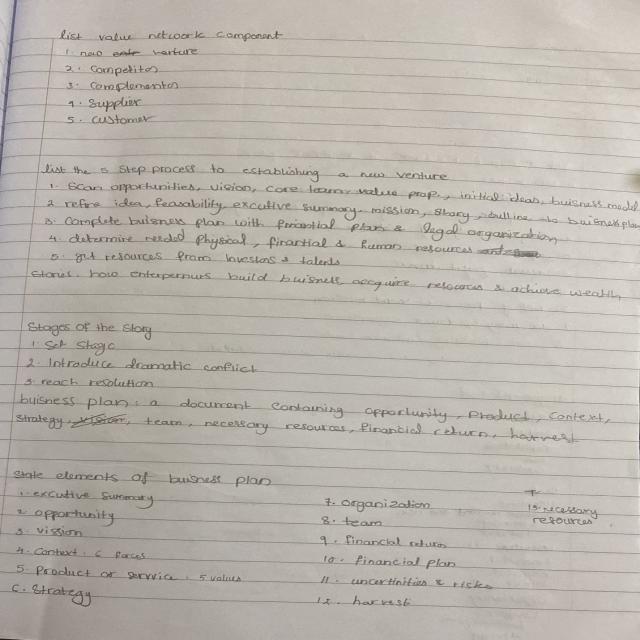 list value network component
1. new venture
2. Competitor
3. Complementor
4. Supplier
5. customer
list the 5 step process to establishing a new venture
1. Scan opportunities, vision, core team, value prop., initial ideas, buisness model
2 refine idea, feasability, excutive summary, mission, story, outline to buisness plan
3. Complete buisness plan with financial plan & legal organization
4. determine needed physical, finantial & human resources
5. get resources from investors & talents
Stories: how enterpernurs build buisnell, acquire resources & achieve wealth
Stages of the Story
1. Set Stage
2. Introduce dramatic conflict
3. reach resolution
buisness plan: a document containing opportunity, product, context,
strategy, team, necessary resources, financial return, harvest
state elements of buisness plan
1. excutive summary
2. opportunity
3. vission
4. Context: 6 forces
5. Product or service: 5 values
6. Strategy
7. organization
8. team
9. financial return
10. financial plan
11. uncertinities & risks
12. harvest
13. necessary
resources